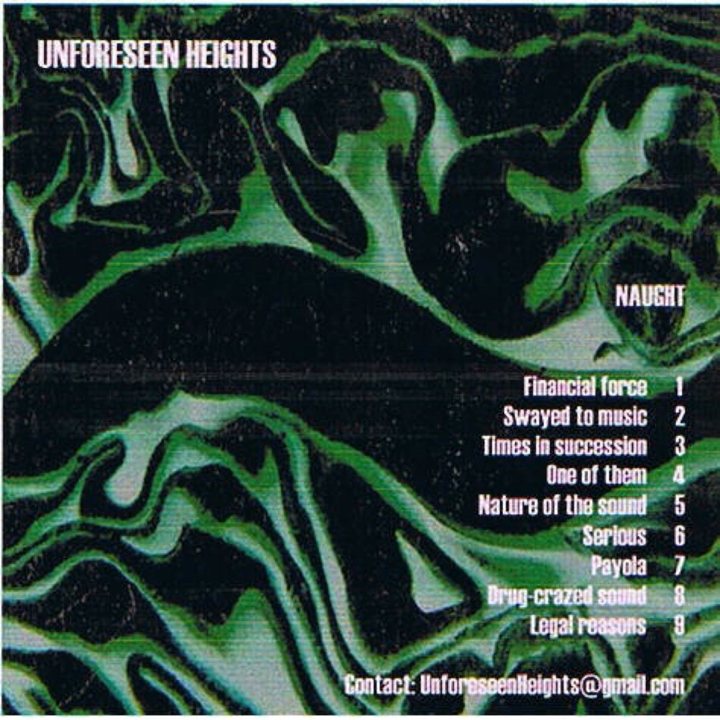 UNFORESEEN HEIGHTS
NAUGHT
Financial force 1
Swayed to music 2
Times in succession 3
One of them 4
Nature of the sound 5
Serious 6
Payola 7
Drug-crazed sound 8
Legal reasons 9
Contact: UnforeseenHeights@gmail.com